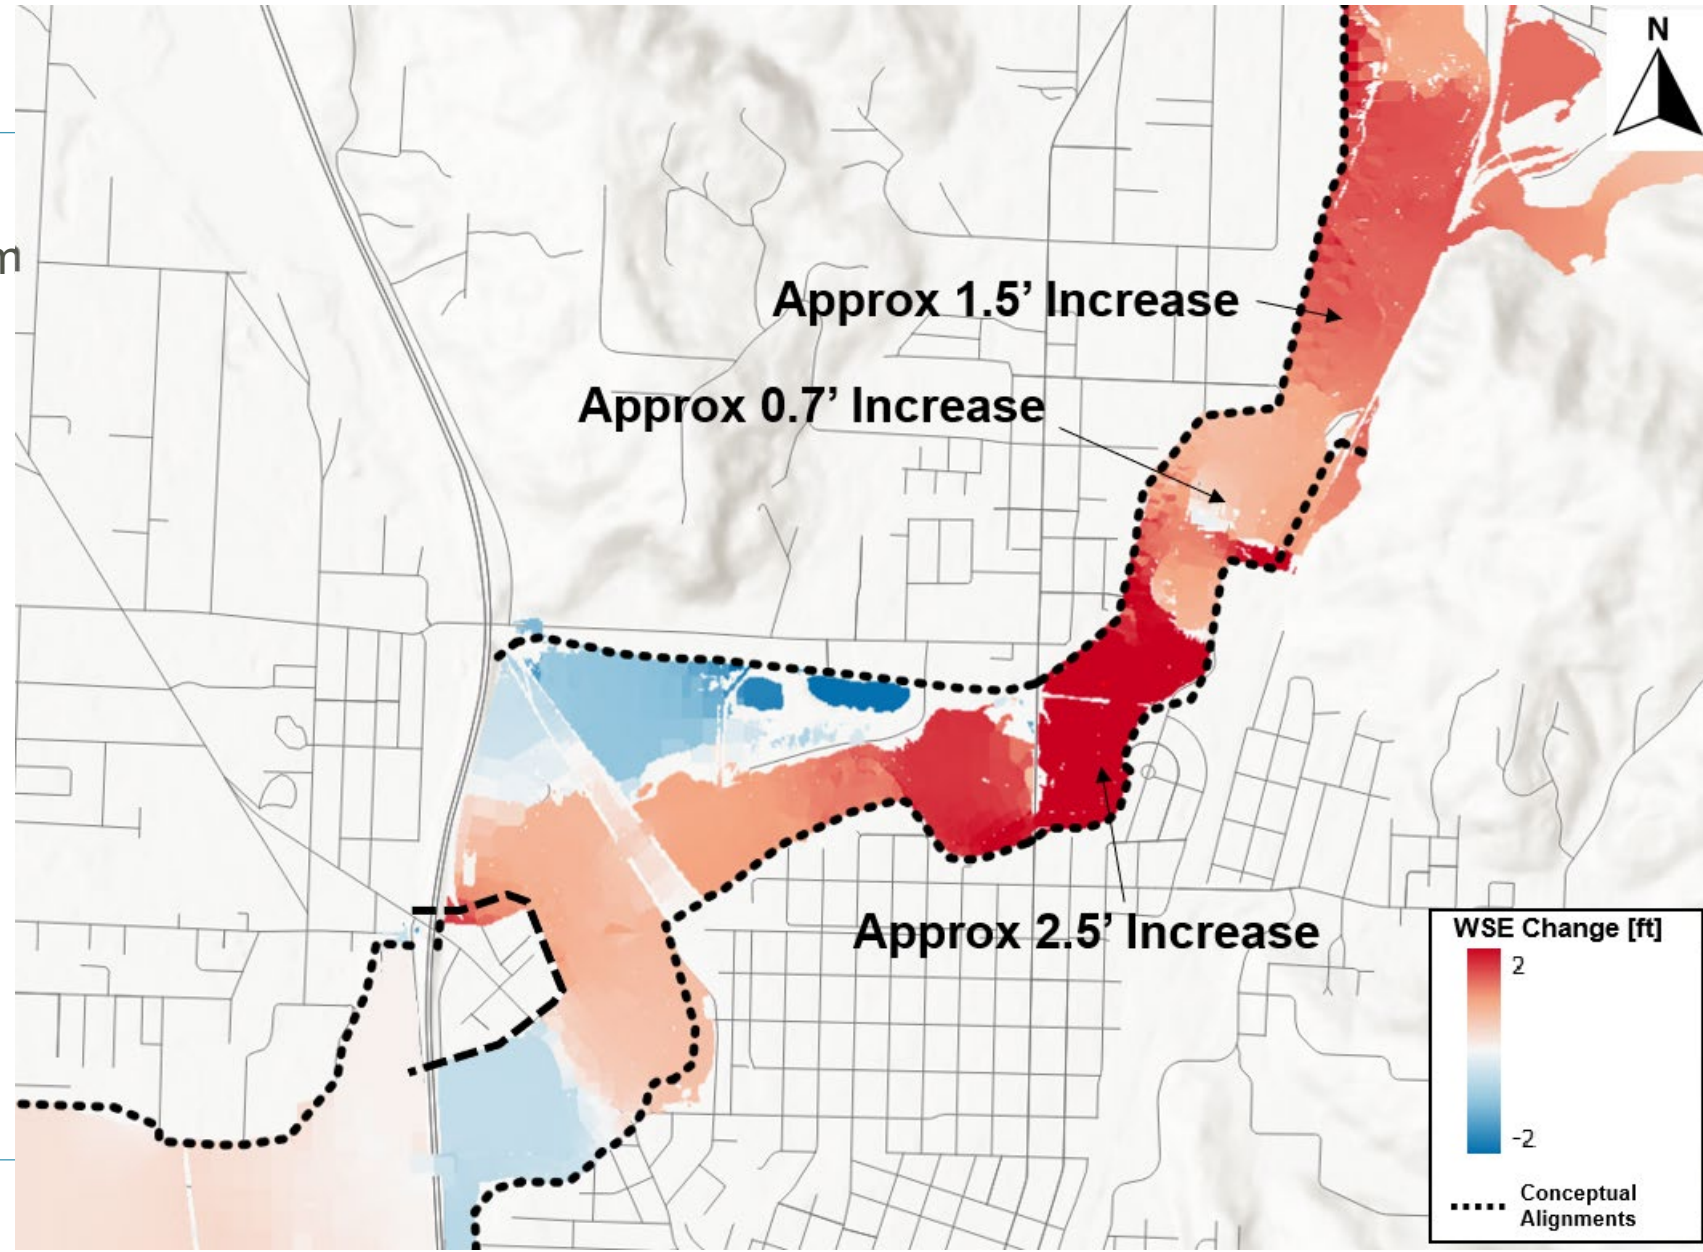 N
m
Approx 1.5’ Increase
Approx 0.7’ Increase
Approx 2.5’ Increase
WSE Change [ft]
2
-2
Conceptual
Alignments